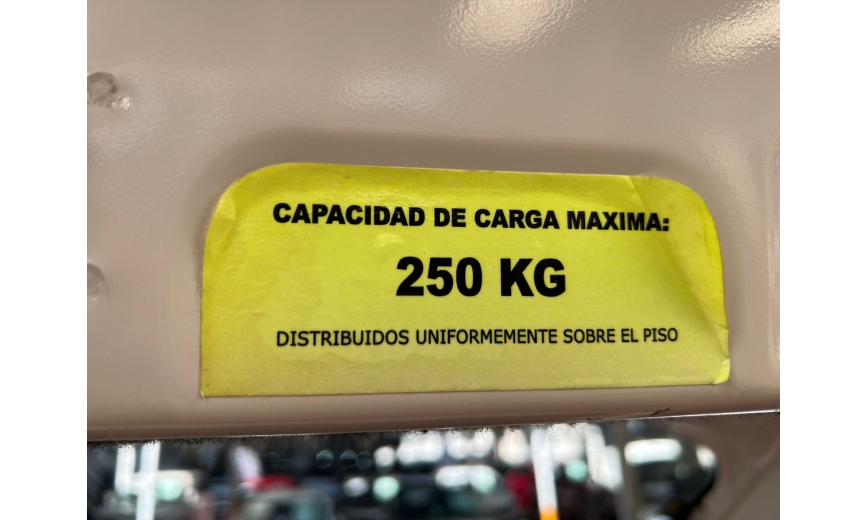 CAPACIDAD DE CARGA MAXIMA:
250 KG
DISTRIBUIDOS UNIFORMEMENTE SOBRE EL PISO